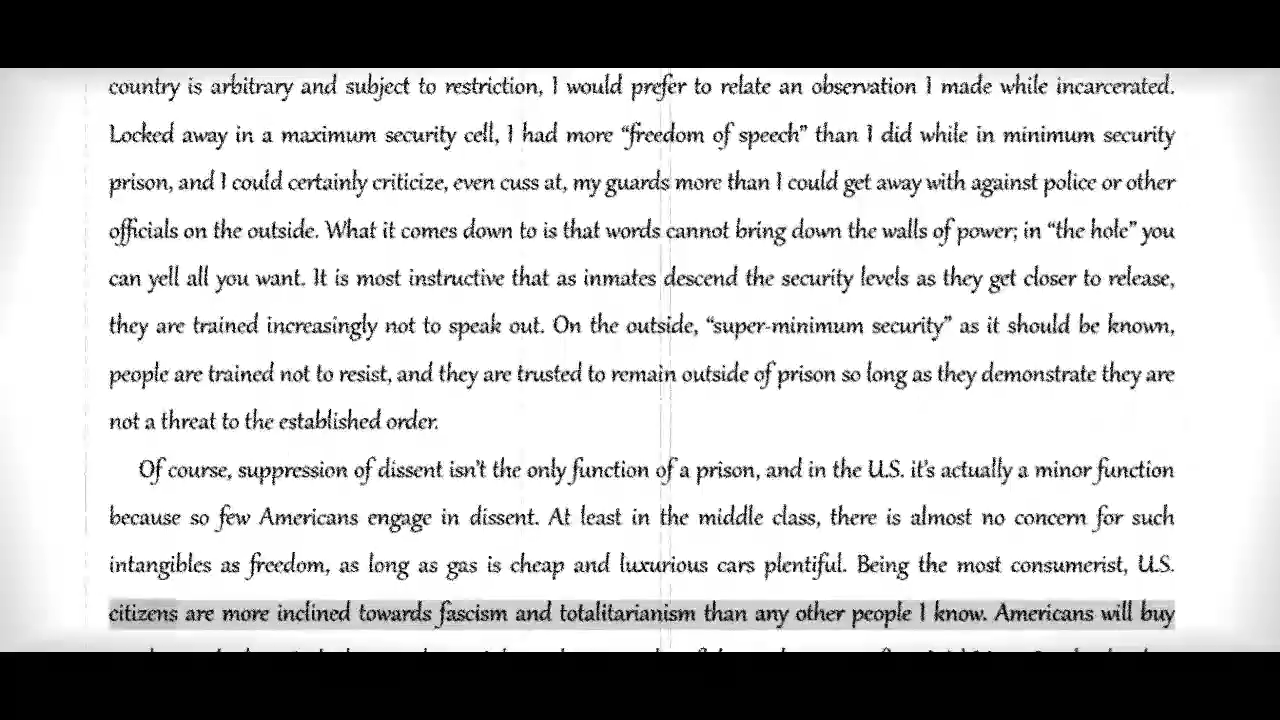 country is arbitrary and subject to restriction, I would prefer to relate an observation I made while incarcerated.
Locked away in a maximum security cell, I had more “freedom of speech” than I did while in minimum security
prison, and I could certainly criticize, even cuss at, my guards more than I could get away with against police or other
officials on the outside. What it comes down to is that words cannot bring down the walls of power; in “the hole” you
can yell all you want. It is most instructive that as inmates descend the security levels as they get closer to release,
they are trained increasingly not to speak out. On the outside, “super-minimum security” as it should be known,
people are trained not to resist, and they are trusted to remain outside of prison so long as they demonstrate they are
not a threat to the established order.
Of course, suppression of dissent isn't the only function of a prison, and in the U.S. it's actually a minor function
because so few Americans engage in dissent. At least in the middle class, there is almost no concern for such
intangibles as freedom, as long as gas is cheap and luxurious cars plentiful. Being the most consumerist, U.S.
citizens are more inclined towards fascism and totalitarianism than any other people I know. Americans will buy